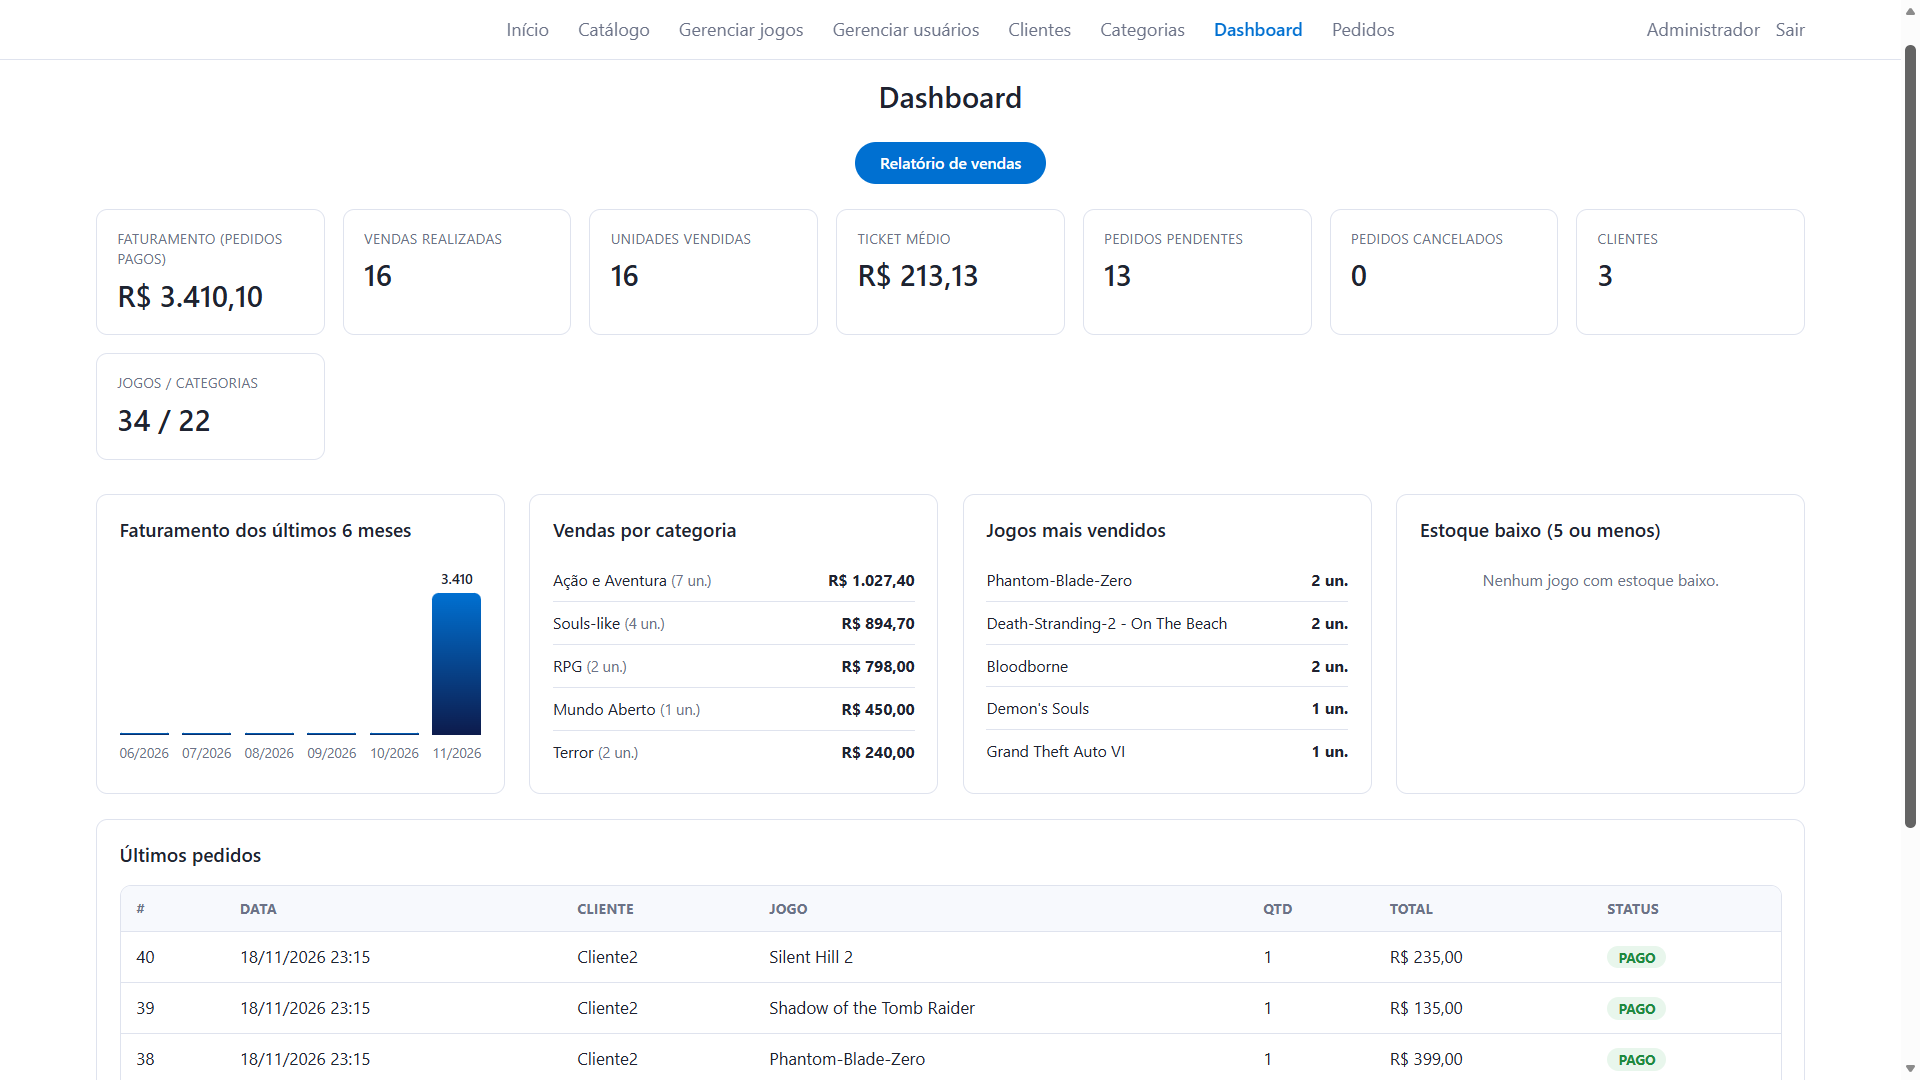 Início Catálogo Gerenciar jogos Gerenciar usuários Clientes Categorias Dashboard Pedidos Administrador Sair
Dashboard
Relatório de vendas
FATURAMENTO (PEDIDOS
PAGOS)
R$ 3.410,10
VENDAS REALIZADAS
16
UNIDADES VENDIDAS
16
TICKET MÉDIO
R$ 213,13
PEDIDOS PENDENTES
13
PEDIDOS CANCELADOS
0
CLIENTES
3
JOGOS / CATEGORIAS
34 / 22
Faturamento dos últimos 6 meses
3.410
06/2026 07/2026 08/2026 09/2026 10/2026 11/2026
Vendas por categoria
Ação e Aventura (7 un.) R$ 1.027,40
Souls-like (4 un.) R$ 894,70
RPG (2 un.) R$ 798,00
Mundo Aberto (1 un.) R$ 450,00
Terror (2 un.) R$ 240,00
Jogos mais vendidos
Phantom-Blade-Zero 2 un.
Death-Stranding-2 - On The Beach 2 un.
Bloodborne 2 un.
Demon's Souls 1 un.
Grand Theft Auto VI 1 un.
Estoque baixo (5 ou menos)
Nenhum jogo com estoque baixo.
Últimos pedidos
# DATA CLIENTE JOGO QTD TOTAL STATUS
40 18/11/2026 23:15 Cliente2 Silent Hill 2 1 R$ 235,00 PAGO
39 18/11/2026 23:15 Cliente2 Shadow of the Tomb Raider 1 R$ 135,00 PAGO
38 18/11/2026 23:15 Cliente2 Phantom-Blade-Zero 1 R$ 399,00 PAGO